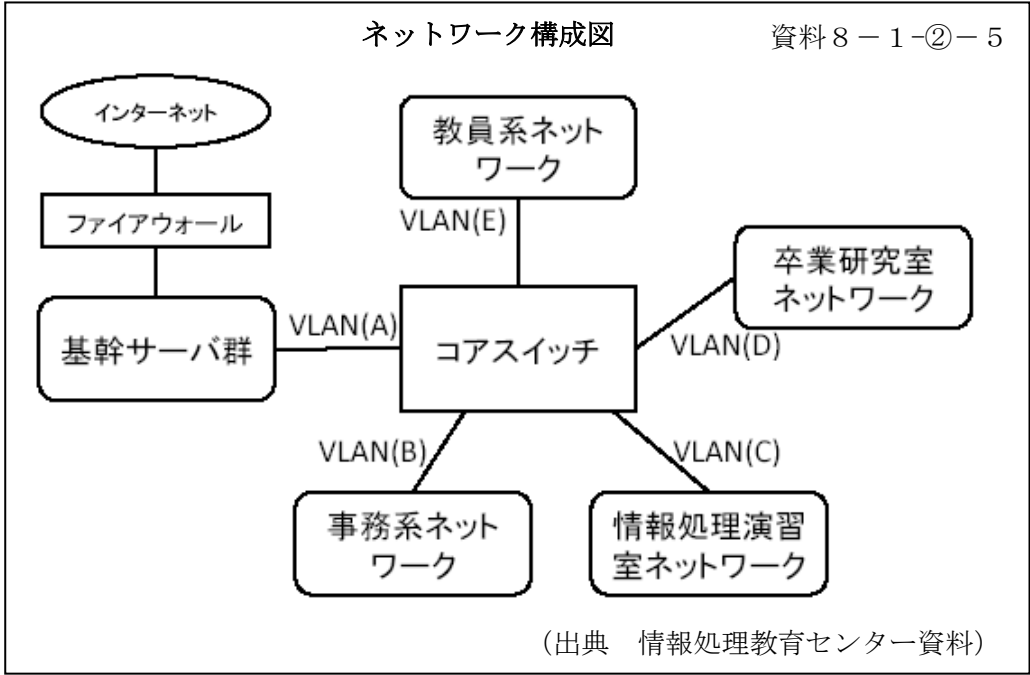 ネットワーク構成図
資料8－1-②－5
インターネット
ファイアウォール
基幹サーバ群
VLAN(A)
教員系ネット
ワーク
VLAN(E)
コアスイッチ
卒業研究室
ネットワーク
VLAN(D)
VLAN(B)
事務系ネット
ワーク
VLAN(C)
情報処理演習
室ネットワーク
（出典　情報処理教育センター資料）